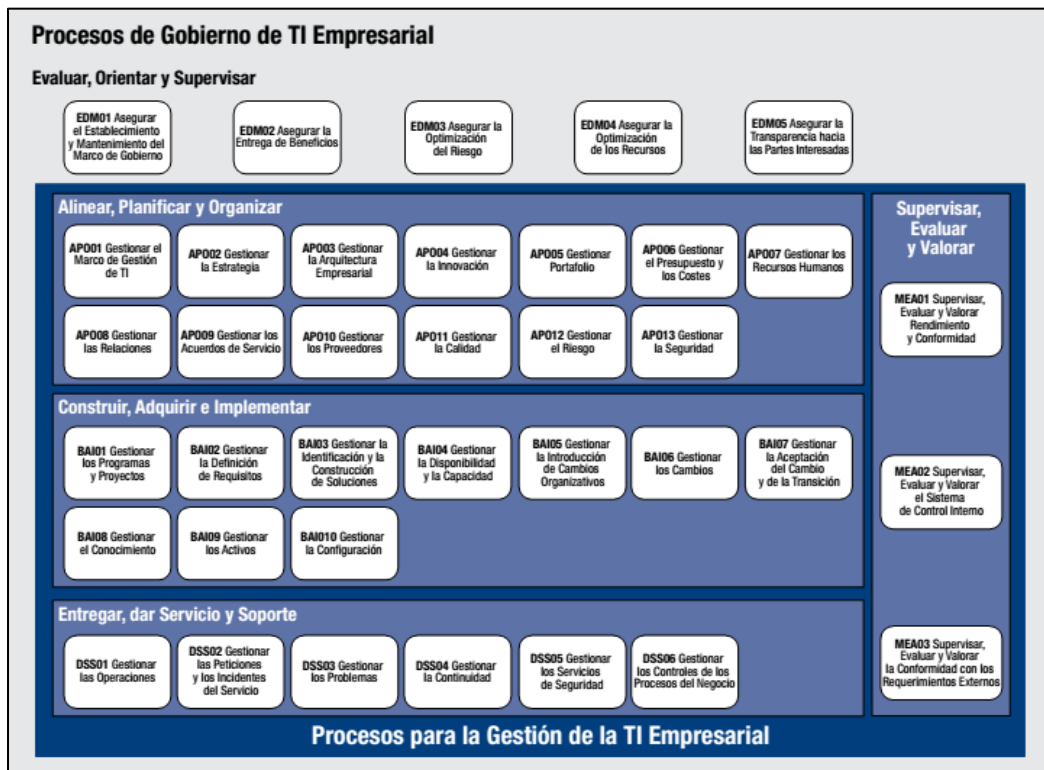 Procesos de Gobierno de TI Empresarial
Evaluar, Orientar y Supervisar
EDM01 Asegurar
el Establecimiento
y Mantenimiento del
Marco de Gobierno
EDM02 Asegurar la
Entrega de Beneficios
EDM03 Asegurar la
Optimización
del Riesgo
EDM04 Asegurar la
Optimización
de los Recursos
EDM05 Asegurar la
Transparencia hacia
las Partes Interesadas
Alinear, Planificar y Organizar
APO01 Gestionar el
Marco de Gestión
de TI
APO02 Gestionar
la Estrategia
APO03 Gestionar
la Arquitectura
Empresarial
APO04 Gestionar
la Innovación
APO05 Gestionar
Portafolio
APO06 Gestionar
el Presupuesto y
los Costes
APO07 Gestionar los
Recursos Humanos
APO08 Gestionar
las Relaciones
APO09 Gestionar los
Acuerdos de Servicio
APO10 Gestionar
los Proveedores
APO11 Gestionar
la Calidad
APO12 Gestionar
el Riesgo
APO13 Gestionar
la Seguridad
Construir, Adquirir e Implementar
BAI01 Gestionar
los Programas
y Proyectos
BAI02 Gestionar
la Definición
de Requisitos
BAI03 Gestionar la
Identificación y la
Construcción
de Soluciones
BAI04 Gestionar
la Disponibilidad
y la Capacidad
BAI05 Gestionar
la Introducción
de Cambios
Organizativos
BAI06 Gestionar
los Cambios
BAI07 Gestionar
la Aceptación
del Cambio
y de la Transición
BAI08 Gestionar
el Conocimiento
BAI09 Gestionar
los Activos
BAI010 Gestionar
la Configuración
Entregar, dar Servicio y Soporte
DSS01 Gestionar
las Operaciones
DSS02 Gestionar
las Peticiones
y los Incidentes
del Servicio
DSS03 Gestionar
los Problemas
DSS04 Gestionar
la Continuidad
DSS05 Gestionar
los Servicios
de Seguridad
DSS06 Gestionar
los Controles de los
Procesos del Negocio
Supervisar,
Evaluar
y Valorar
MEA01 Supervisar,
Evaluar y Valorar
Rendimiento
y Conformidad
MEA02 Supervisar,
Evaluar y Valorar
el Sistema
de Control Interno
MEA03 Supervisar,
Evaluar y Valorar
la Conformidad con los
Requerimientos Externos
Procesos para la Gestión de la TI Empresarial